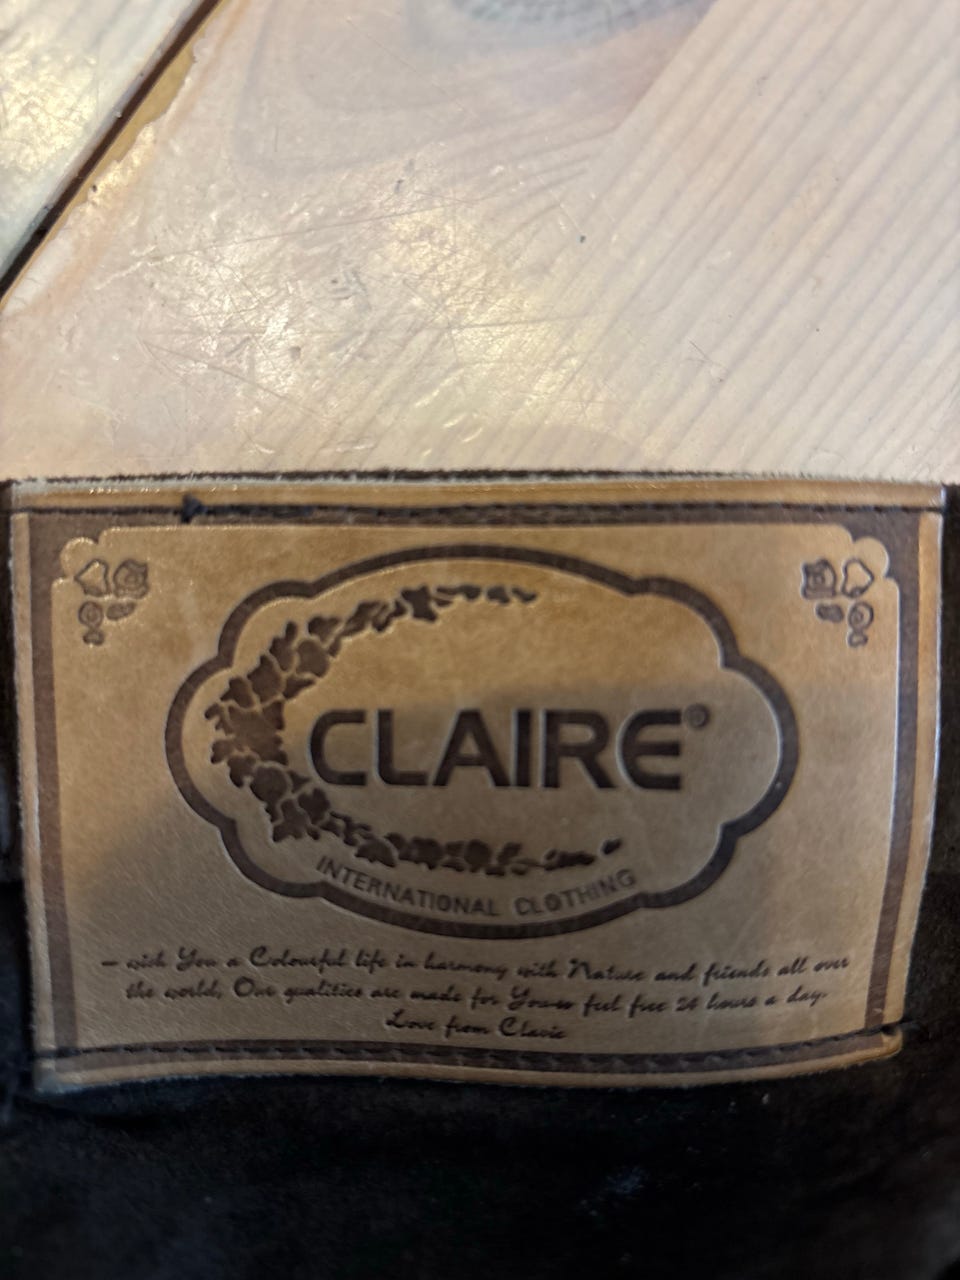 CLAIRE®
INTERNATIONAL CLOTHING
— wish You a Colourful life in harmony with Nature and friends all over
the world, Our qualities are made for You feel free 24 hours a day.
Love from Claire